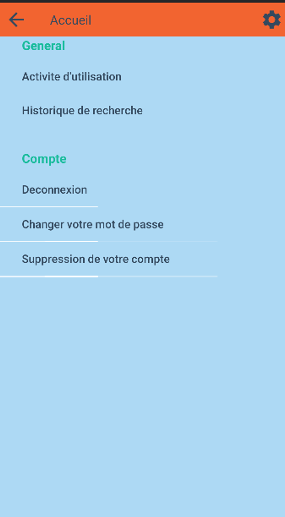 Accueil
General
Activite d'utilisation
Historique de recherche
Compte
Deconnexion
Changer votre mot de passe
Suppression de votre compte